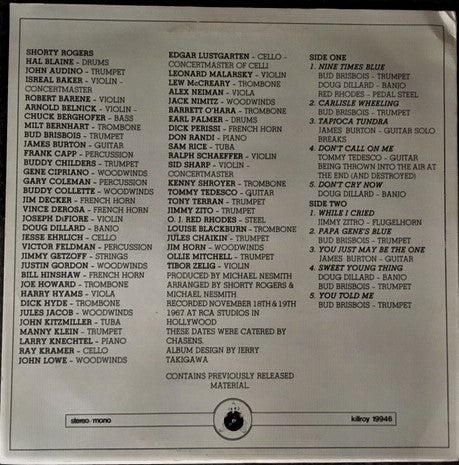 SHORTY ROGERS
HAL BLAINE - DRUMS
JOHN AUDINO - TRUMPET
ISREAL BAKER - VIOLIN -
CONCERTMASTER
ROBERT BARENE - VIOLIN
ARNOLD BELNICK - VIOLIN -
CHUCK BERGHOFER - BASS
MILT BERNHART - TROMBONE
BUD BRISBOIS - TRUMPET
JAMES BURTON - GUITAR
FRANK CAPP - PERCUSSION
BUDDY CHILDERS - TRUMPET
GENE CIPRIANO - WOODWINDS
GARY COLEMAN - PERCUSSION
BUDDY COLLETTE - WOODWINDS
JIM DECKER - FRENCH HORN
VINCE DEROSA - FRENCH HORN
JOSEPH DiFIORE - VIOLIN
DOUG DILLARD - BANJO
JESSE EHRLICH - CELLO
VICTOR FELDMAN - PERCUSSION
JIMMY GETZOFF - STRINGS
JUSTIN GORDON - WOODWINDS
BILL HINSHAW - FRENCH HORN
JOE HOWARD - TROMBONE
HARRY HYAMS - VIOLA
DICK HYDE - TROMBONE
JULES JACOB - WOODWINDS
JOHN KITZMILLER - TUBA
MANNY KLEIN - TRUMPET
LARRY KNECHTEL - PIANO
RAY KRAMER - CELLO
JOHN LOWE - WOODWINDS
EDGAR LUSTGARTEN - CELLO -
CONCERTMASTER OF CELLI
LEONARD MALARSKY - VIOLIN
LEW McCREARY - TROMBONE
ALEX NEIMAN - VIOLA
JACK NIMITZ - WOODWINDS
BARRETT O'HARA - TROMBONE
EARL PALMER - DRUMS
DICK PERISSI - FRENCH HORN
DON RANDI - PIANO
SAM RICE - TUBA
RALPH SCHAEFFER - VIOLIN
SID SHARP - VIOLIN
CONCERTMASTER
KENNY SHROYER - TROMBONE
TOMMY TEDESCO - GUITAR
TONY TERRAN - TRUMPET
JIMMY ZITO - TRUMPET
O. J. RED RHODES - STEEL
LOUISE BLACKBURN - TROMBONE
JULES CHAIKIN - TRUMPET
JIM HORN - WOODWINDS
OLLIE MITCHELL - TRUMPET
TIBOR ZELIG - VIOLIN
PRODUCED BY MICHAEL NESMITH
ARRANGED BY SHORTY ROGERS &
MICHAEL NESMITH
RECORDED NOVEMBER 18TH & 19TH
1967 AT RCA STUDIOS IN
HOLLYWOOD
THESE DATES WERE CATERED BY
CHASENS.
ALBUM DESIGN BY JERRY
TAKIGAWA
CONTAINS PREVIOUSLY RELEASED
MATERIAL.
SIDE ONE
1. NINE TIMES BLUE
BUD BRISBOIS - TRUMPET
DOUG DILLARD - BANJO
RED RHODES - PEDAL STEEL
2. CARLISLE WHEELING
BUD BRISBOIS - TRUMPET
3. TAPIOCA TUNDRA
JAMES BURTON - GUITAR SOLO
BREAKS
4. DON'T CALL ON ME
TOMMY TEDESCO - GUITAR
BEING THROWN INTO THE AIR AT
THE END (AND DESTROYED)
5. DON'T CRY NOW
DOUG DILLARD - BANJO
SIDE TWO
1. WHILE I CRIED
JIMMY ZITRO - FLUGELHORN
2. PAPA GENE'S BLUE
BUD BRISBOIS - TRUMPET
3. YOU JUST MAY BE THE ONE
JAMES BURTON - GUITAR
4. SWEET YOUNG THING
DOUG DILLARD - BANJO
BUD BRISBOIS - TRUMPET
5. YOU TOLD ME
BUD BRISBOIS - TRUMPET
stereo/mono
killroy 19946